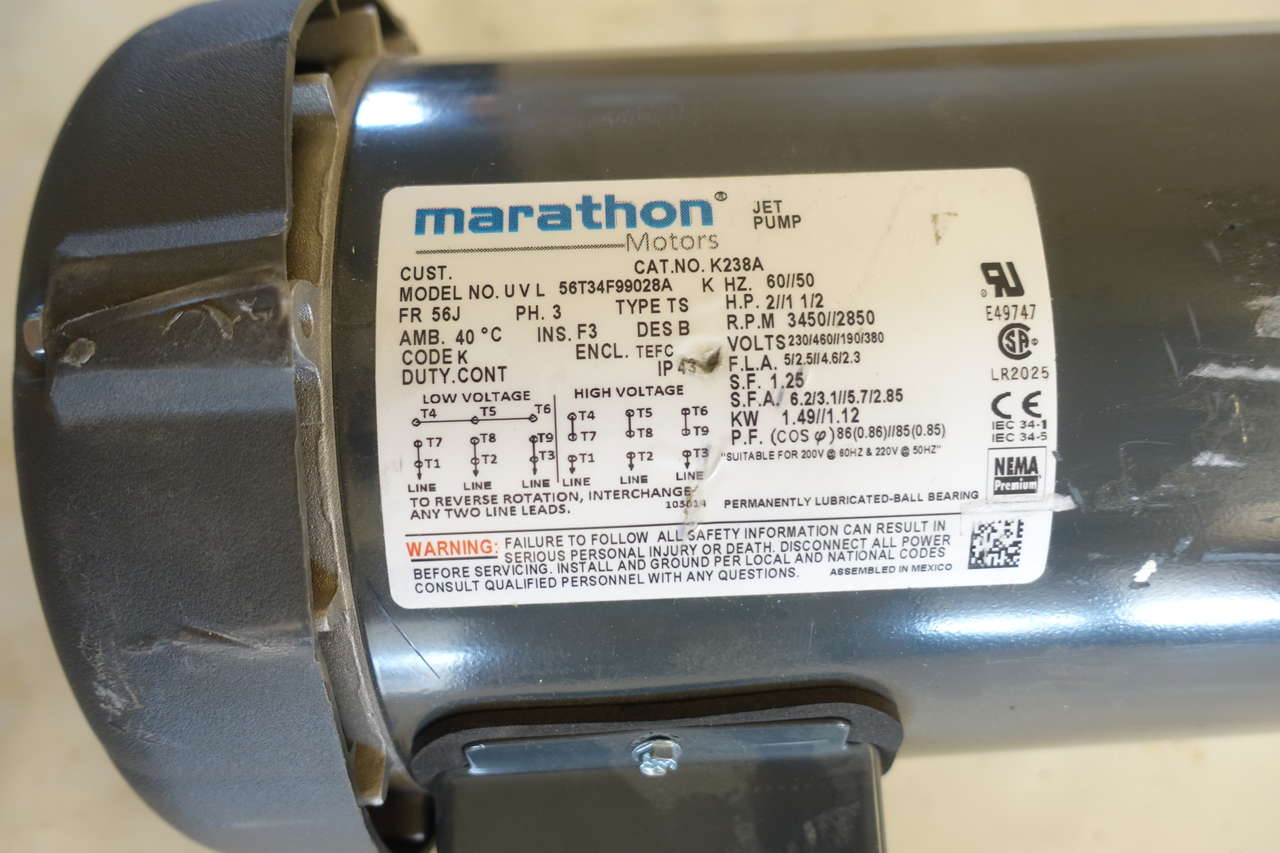 marathon® JET PUMP
Motors
CUST. CAT.NO. K238A
MODEL NO. UVL 56T34F99028A K HZ. 60//50
FR 56J PH. 3 TYPE TS H.P. 2//1 1/2
AMB. 40 °C INS. F3 DES B R.P.M 3450//2850
CODE K ENCL. TEFC VOLTS 230/460//190/380
DUTY.CONT IP 43 F.L.A. 5/2.5//4.6/2.3
S.F. 1.25
LOW VOLTAGE HIGH VOLTAGE S.F.A. 6.2/3.1//5.7/2.85
T4 T5 T6 T4 T5 T6 KW 1.49//1.12
T7 T8 T9 T7 T8 T9 P.F. (COS φ) 86(0.86)//85(0.85)
T1 T2 T3 T1 T2 T3 "SUITABLE FOR 200V @ 60HZ & 220V @ 50HZ"
LINE LINE LINE LINE LINE LINE
TO REVERSE ROTATION, INTERCHANGE
ANY TWO LINE LEADS. PERMANENTLY LUBRICATED-BALL BEARING
WARNING: FAILURE TO FOLLOW ALL SAFETY INFORMATION CAN RESULT IN
SERIOUS PERSONAL INJURY OR DEATH. DISCONNECT ALL POWER
BEFORE SERVICING. INSTALL AND GROUND PER LOCAL AND NATIONAL CODES
CONSULT QUALIFIED PERSONNEL WITH ANY QUESTIONS. ASSEMBLED IN MEXICO
RU
E49747
SA®
LR2025
CE
IEC 34-1
IEC 34-5
NEMA
Premium